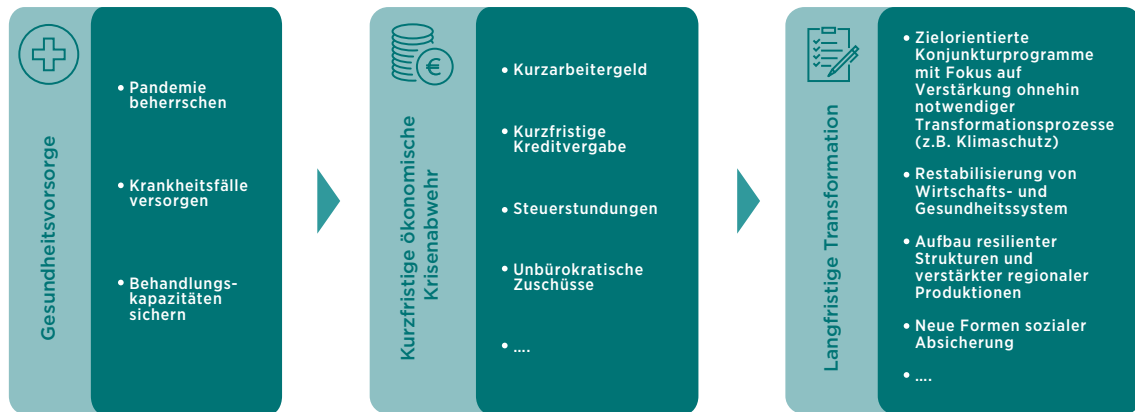 Gesundheitsvorsorge
• Pandemie
beherrschen
• Krankheitsfälle
versorgen
• Behandlungs-
kapazitäten
sichern
Kurzfristige ökonomische
Krisenabwehr
€
• Kurzarbeitergeld
• Kurzfristige
Kreditvergabe
• Steuerstundungen
• Unbürokratische
Zuschüsse
• ....
Langfristige Transformation
• Zielorientierte
Konjunkturprogramme
mit Fokus auf
Verstärkung ohnehin
notwendiger
Transformationsprozesse
(z.B. Klimaschutz)
• Restabilisierung von
Wirtschafts- und
Gesundheitssystem
• Aufbau resilienter
Strukturen und
verstärkter regionaler
Produktionen
• Neue Formen sozialer
Absicherung
• ....